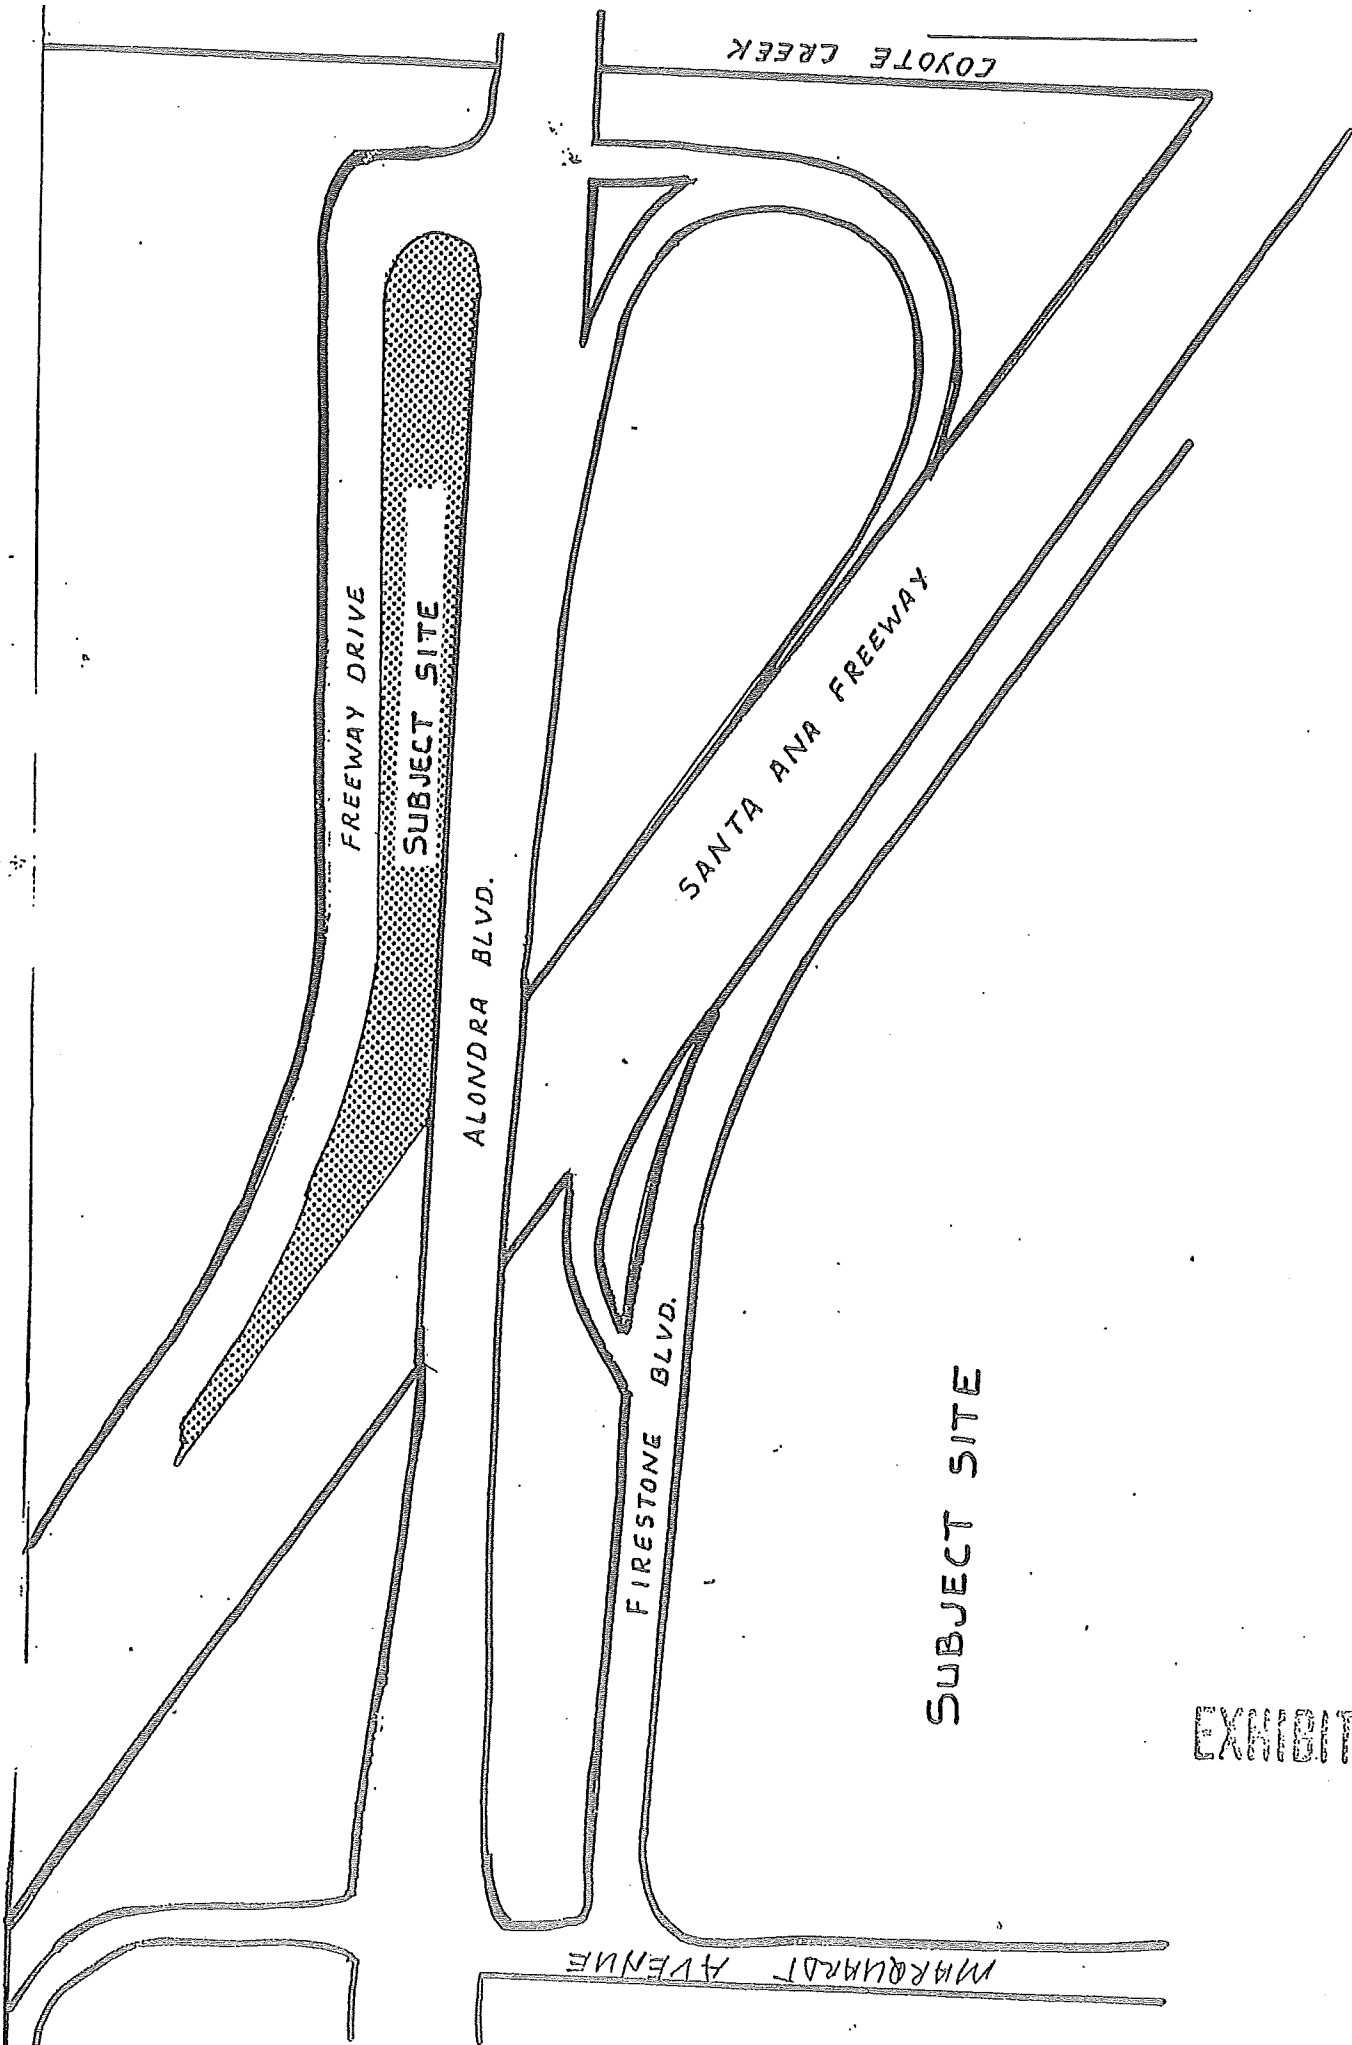 COYOTE CREEK
FREEWAY DRIVE
SUBJECT SITE
ALONDRA BLVD.
SANTA ANA FREEWAY
FIRESTONE BLVD.
SUBJECT SITE
EXHIBIT
MARQUARDT AVENUE